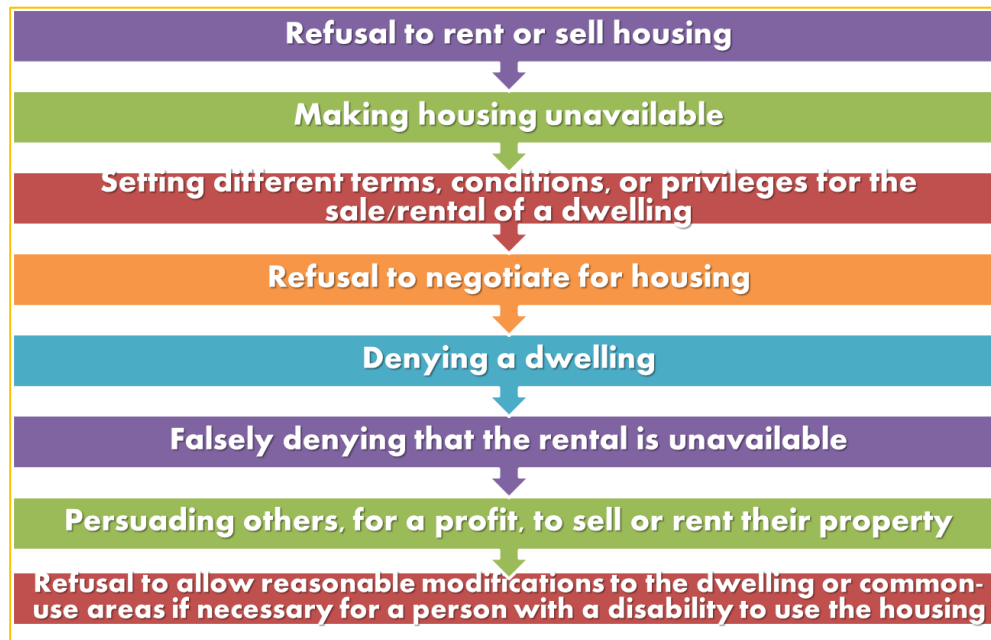 Refusal to rent or sell housing
Making housing unavailable
Setting different terms, conditions, or privileges for the
sale/rental of a dwelling
Refusal to negotiate for housing
Denying a dwelling
Falsely denying that the rental is unavailable
Persuading others, for a profit, to sell or rent their property
Refusal to allow reasonable modifications to the dwelling or common-
use areas if necessary for a person with a disability to use the housing